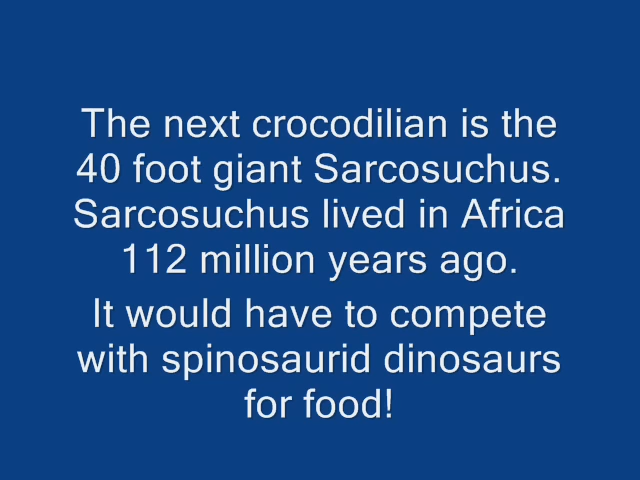 The next crocodilian is the
40 foot giant Sarcosuchus.
Sarcosuchus lived in Africa
112 million years ago.
It would have to compete
with spinosaurid dinosaurs
for food!